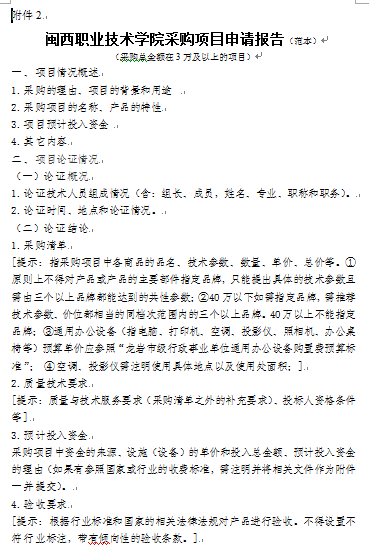 附件 2.
闽西职业技术学院采购项目申请报告（范本）
（采购总金额在 3 万及以上的项目）
一、项目情况概述
1. 采购的理由、项目的背景和用途
2. 采购项目的名称、产品的特性
3. 项目预计投入资金
4. 其它内容
二、项目论证情况
（一）论证概况
1. 论证技术人员组成情况（含：组长、成员，姓名、专业、职称和职务）。
2. 论证时间、地点和论证情况。
（二）论证结论
1. 采购清单
[提示：指采购项目中各商品的品名、技术参数、数量、单价、总价等。①
原则上不得对产品或产品的主要部件指定品牌，只能提出具体的技术参数且
需由三个以上品牌都能达到的共性参数；②40 万以下如需指定品牌，需推荐
技术参数、价位都相当的同档次范围内的三个以上品牌。40 万以上不能指定
品牌；③通用办公设备（指电脑、打印机、空调、投影仪、照相机、办公桌
椅等）预算单价应参照“龙岩市级行政事业单位通用办公设备购置费预算标
准”； ④空调、投影仪需注明使用具体地点以及使用处面积；]
2. 质量技术要求
[提示：质量与技术服务要求（采购清单之外的补充要求）、投标人资格条件
等]
3. 预计投入资金
采购项目中资金的来源、设施（设备）的单价和投入总金额、预计投入资金
的理由（如果有参照国家或行业的收费标准，需注明并将相关文件作为附件
一并提交）。
4. 验收要求
[提示：根据行业标准和国家的相关法律法规对产品进行验收。不得设置不
符行业标注，带有倾向性的验收条款。]